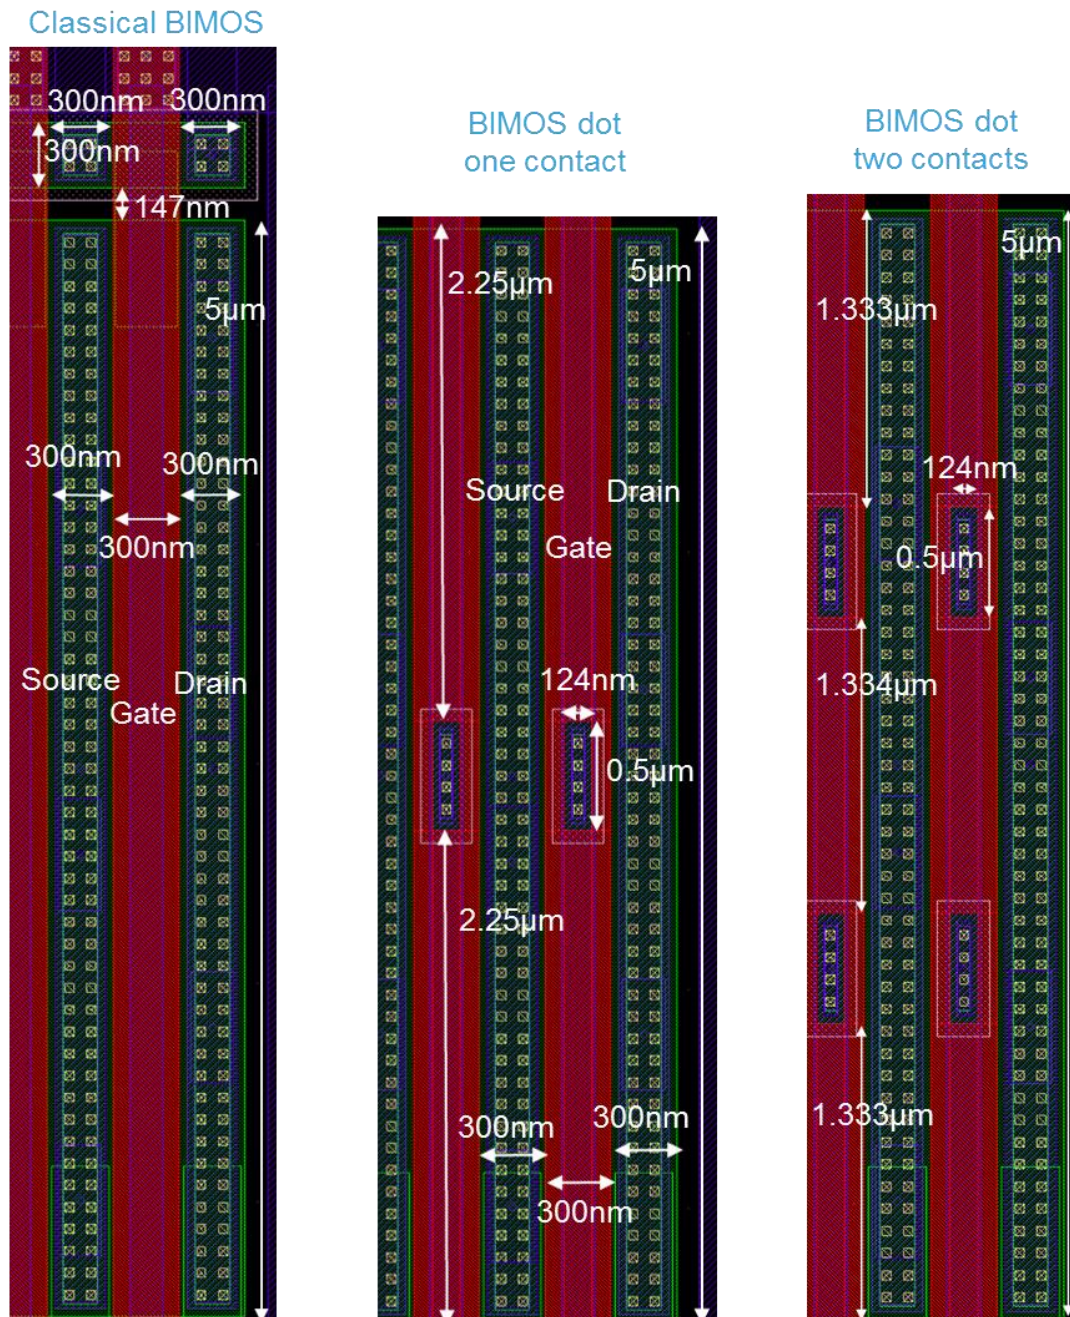 Classical BIMOS
300nm
300nm
300nm
147nm
5µm
300nm
300nm
300nm
Source
Drain
Gate
BIMOS dot
one contact
2.25µm
5µm
Source
Drain
Gate
124nm
0.5µm
2.25µm
300nm
300nm
300nm
BIMOS dot
two contacts
5µm
1.333µm
124nm
0.5µm
1.334µm
1.333µm